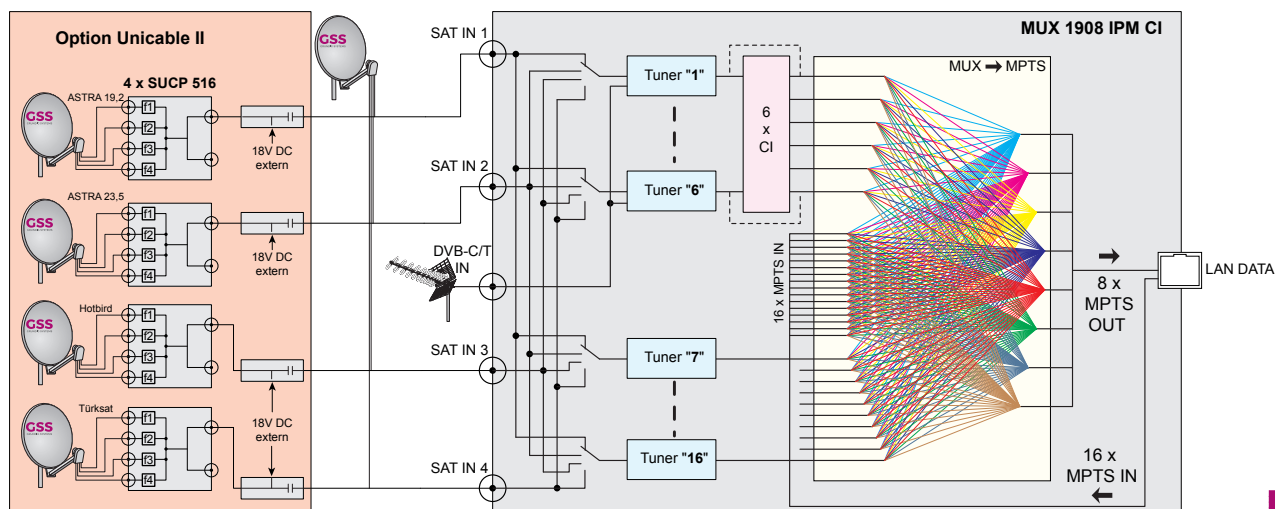 Option Unicable II
4 x SUCP 516
ASTRA 19,2
GSS
f1
f2
f3
f4
18V DC
extern
ASTRA 23,5
GSS
f1
f2
f3
f4
18V DC
extern
Hotbird
GSS
f1
f2
f3
f4
18V DC
extern
Türksat
GSS
f1
f2
f3
f4
GSS
SAT IN 1
SAT IN 2
DVB-C/T
IN
SAT IN 3
SAT IN 4
MUX 1908 IPM CI
Tuner "1"
Tuner "6"
Tuner "7"
Tuner "16"
6
x
CI
MUX → MPTS
16 x MPTS IN
8 x
MPTS
OUT
LAN DATA
16 x
MPTS IN